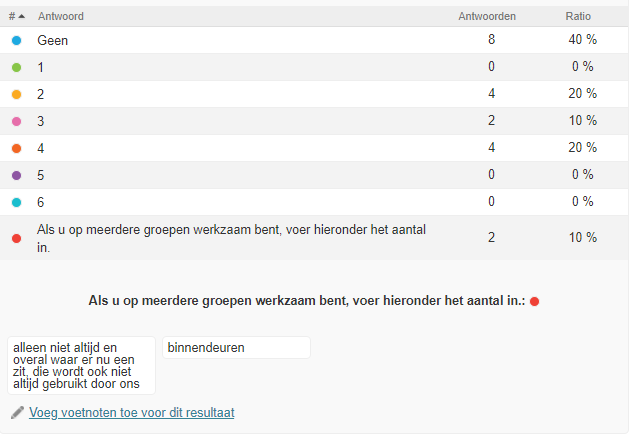 # Antwoord Antwoorden Ratio
Geen 8 40 %
1 0 0 %
2 4 20 %
3 2 10 %
4 4 20 %
5 0 0 %
6 0 0 %
Als u op meerdere groepen werkzaam bent, voer hieronder het aantal
in. 2 10 %
Als u op meerdere groepen werkzaam bent, voer hieronder het aantal in.:
alleen niet altijd en
overal waar er nu een
zit, die wordt ook niet
altijd gebruikt door ons
binnendeuren
Voeg voetnoten toe voor dit resultaat